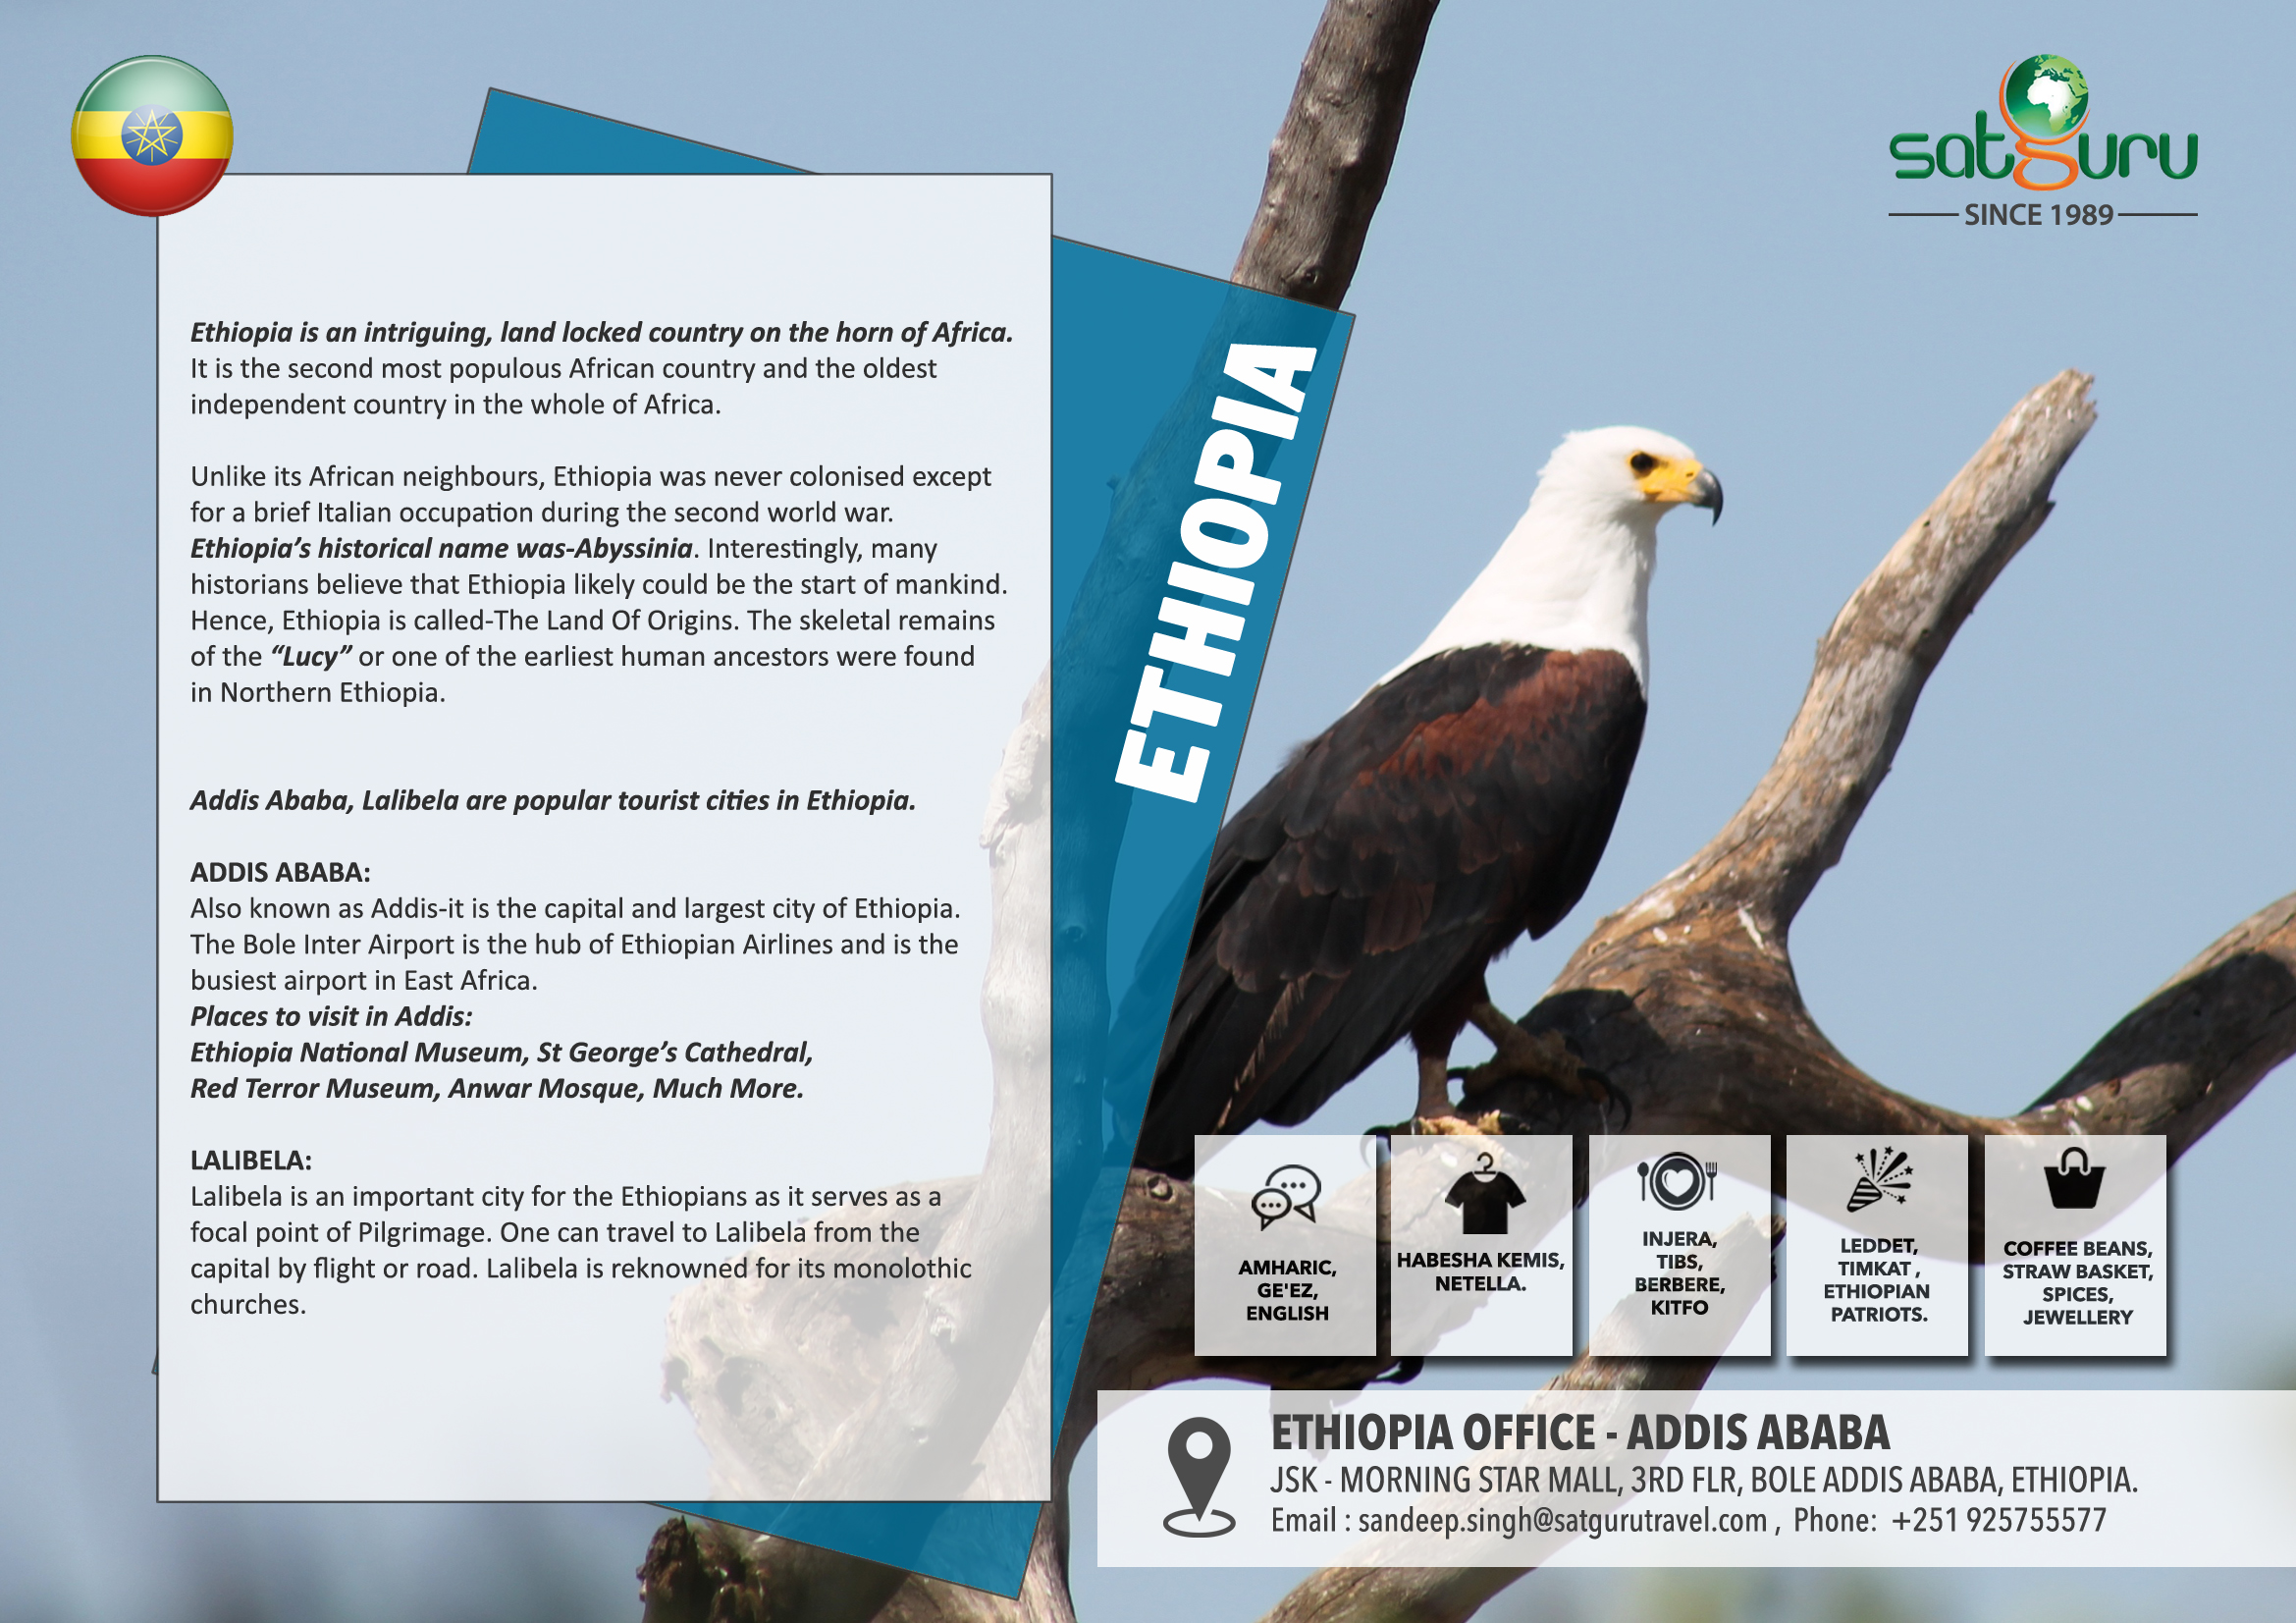 satguru
SINCE 1989
Ethiopia is an intriguing, land locked country on the horn of Africa.
It is the second most populous African country and the oldest
independent country in the whole of Africa.
Unlike its African neighbours, Ethiopia was never colonised except
for a brief Italian occupation during the second world war.
Ethiopia’s historical name was-Abyssinia. Interestingly, many
historians believe that Ethiopia likely could be the start of mankind.
Hence, Ethiopia is called-The Land Of Origins. The skeletal remains
of the “Lucy” or one of the earliest human ancestors were found
in Northern Ethiopia.
Addis Ababa, Lalibela are popular tourist cities in Ethiopia.
ADDIS ABABA:
Also known as Addis-it is the capital and largest city of Ethiopia.
The Bole Inter Airport is the hub of Ethiopian Airlines and is the
busiest airport in East Africa.
Places to visit in Addis:
Ethiopia National Museum, St George’s Cathedral,
Red Terror Museum, Anwar Mosque, Much More.
LALIBELA:
Lalibela is an important city for the Ethiopians as it serves as a
focal point of Pilgrimage. One can travel to Lalibela from the
capital by flight or road. Lalibela is reknowned for its monolothic
churches.
ETHIOPIA
AMHARIC,
GE'EZ,
ENGLISH
HABESHA KEMIS,
NETELLA.
INJERA,
TIBS,
BERBERE,
KITFO
LEDDET,
TIMKAT ,
ETHIOPIAN
PATRIOTS.
COFFEE BEANS,
STRAW BASKET,
SPICES,
JEWELLERY
ETHIOPIA OFFICE - ADDIS ABABA
JSK - MORNING STAR MALL, 3RD FLR, BOLE ADDIS ABABA, ETHIOPIA.
Email : sandeep.singh@satgurutravel.com , Phone: +251 925755577